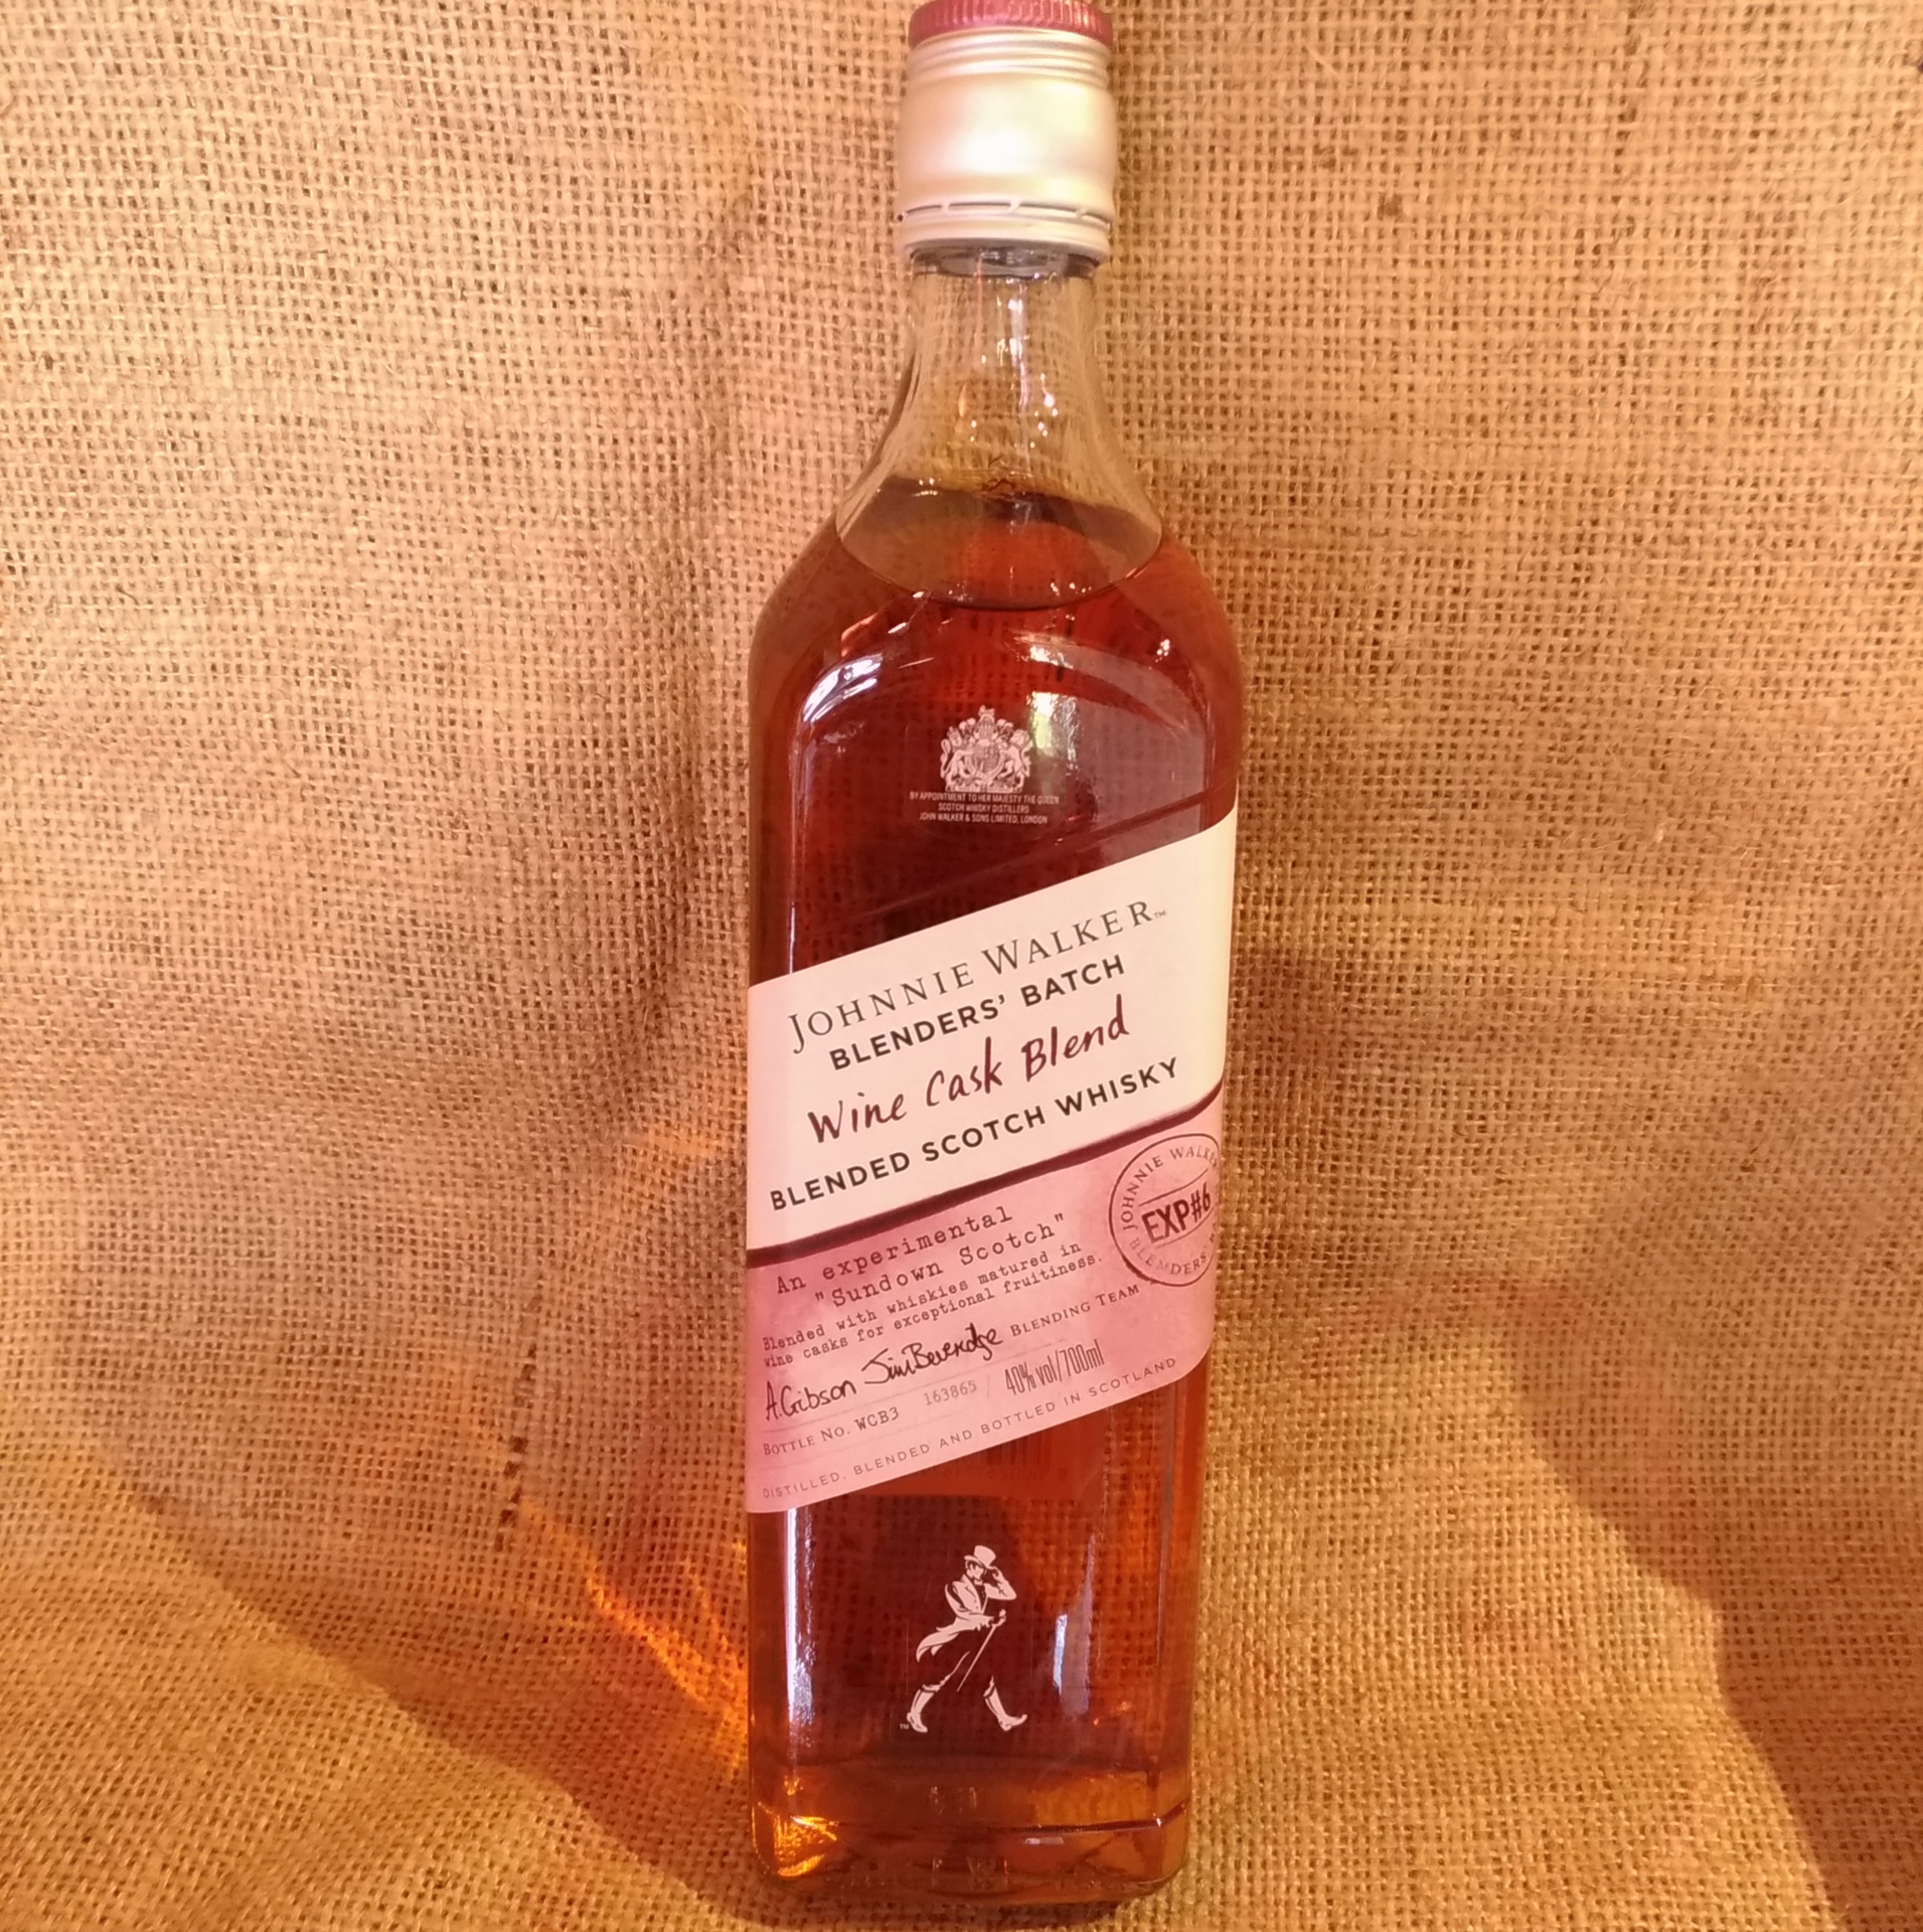 BY APPOINTMENT TO HER MAJESTY THE QUEEN
SCOTCH WHISKY DISTILLERS
JOHN WALKER & SONS LIMITED, LONDON
JOHNNIE WALKER™
BLENDERS' BATCH
Wine Cask Blend
BLENDED SCOTCH WHISKY
JOHNNIE WALKER
EXP#6
BLENDERS'
An experimental
"Sundown Scotch"
Blended with whiskies matured in
wine casks for exceptional fruitiness.
A.Gibson Jim Beveridge BLENDING TEAM
BOTTLE NO. WCB3 163865 / 40% vol/700ml
DISTILLED, BLENDED AND BOTTLED IN SCOTLAND
TM